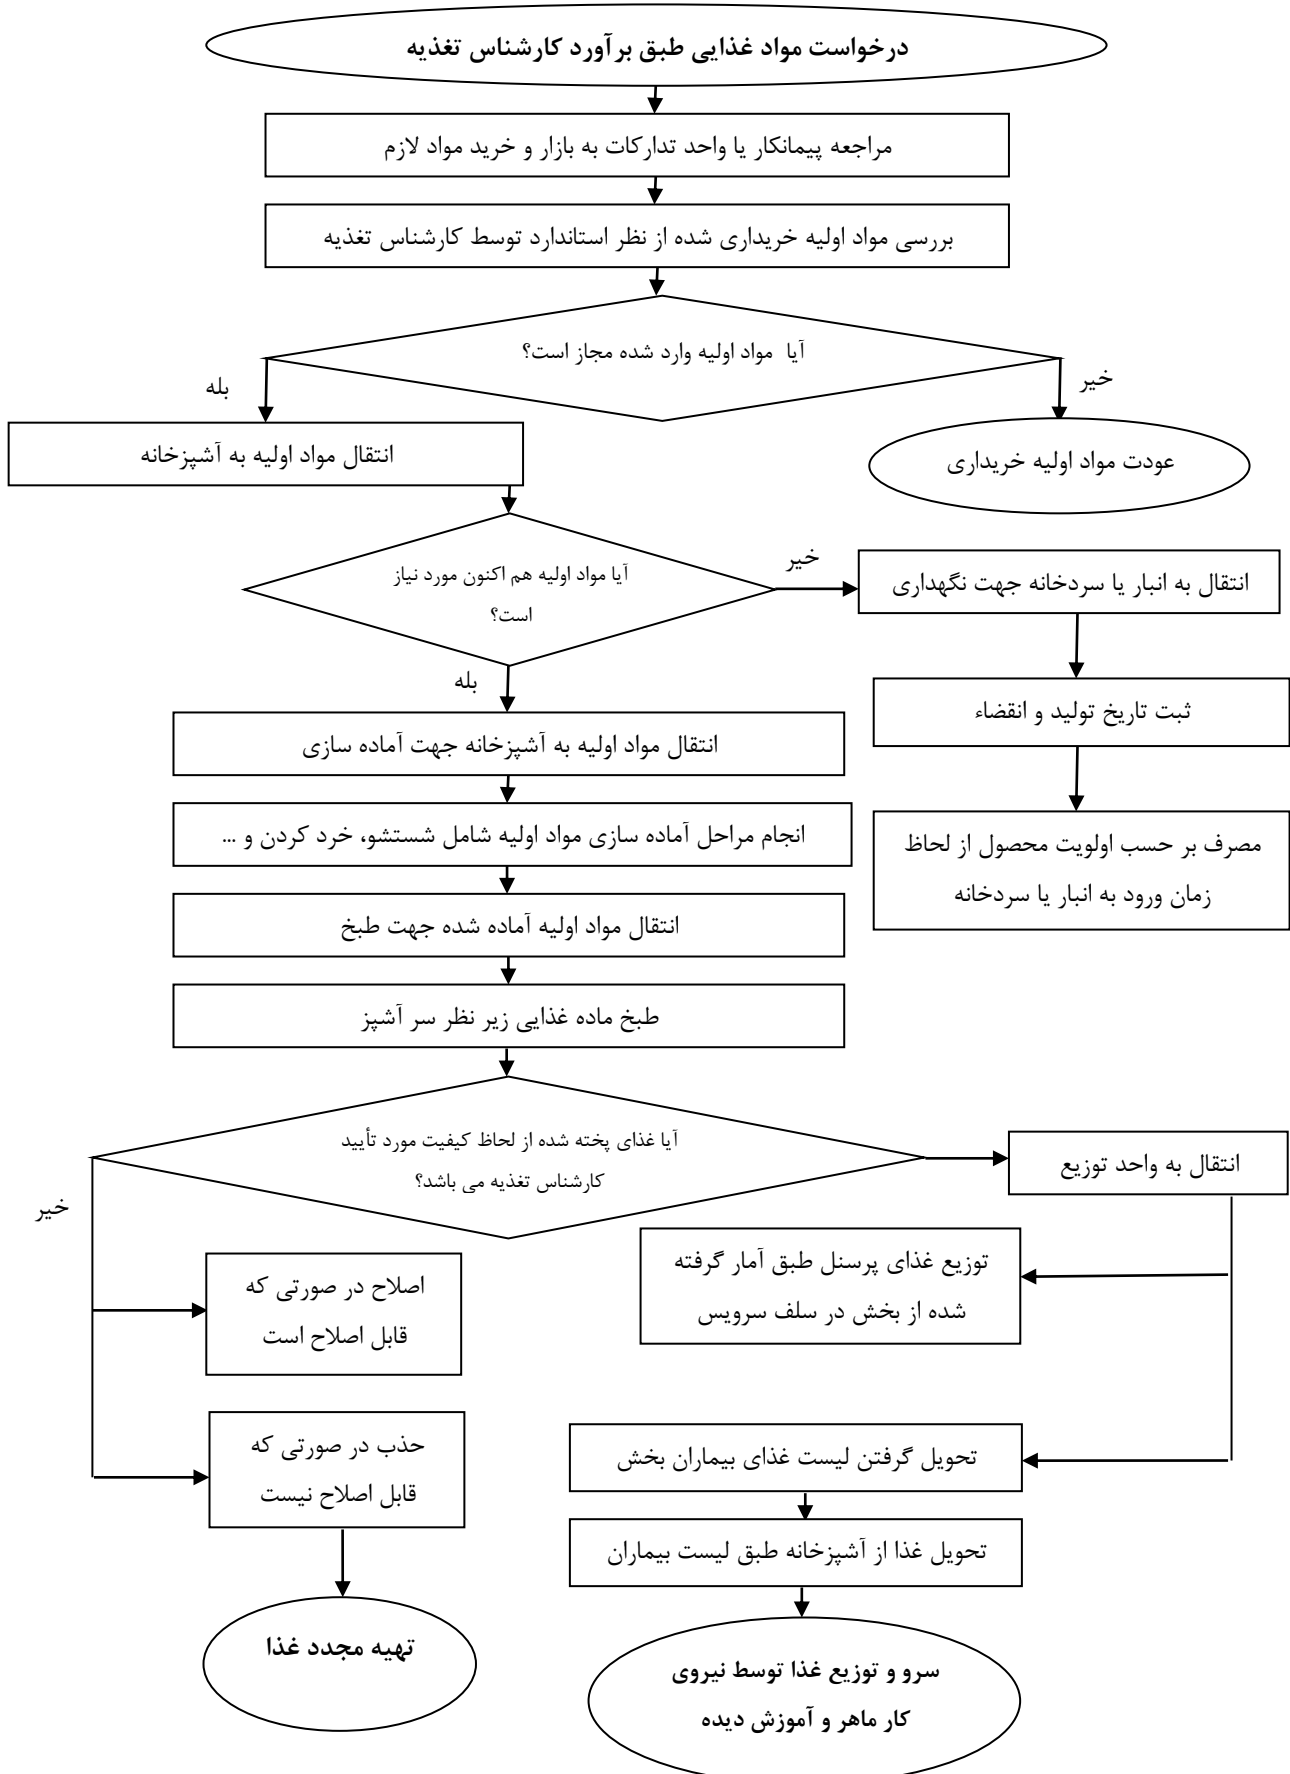 درخواست مواد غذایی طبق برآورد کارشناس تغذیه
مراجعه پیمانکار یا واحد تدارکات به بازار و خرید مواد لازم
بررسی مواد اولیه خریداری شده از نظر استاندارد توسط کارشناس تغذیه
آیا مواد اولیه وارد شده مجاز است؟
خیر
بله
عودت مواد اولیه خریداری
انتقال مواد اولیه به آشپزخانه
آیا مواد اولیه هم اکنون مورد نیاز
است؟
خیر
انتقال به انبار یا سردخانه جهت نگهداری
بله
ثبت تاریخ تولید و انقضاء
انتقال مواد اولیه به آشپزخانه جهت آماده سازی
مصرف بر حسب اولویت محصول از لحاظ
زمان ورود به انبار یا سردخانه
انجام مراحل آماده سازی مواد اولیه شامل شستشو، خرد کردن و ...
انتقال مواد اولیه آماده شده جهت طبخ
طبخ ماده غذایی زیر نظر سر آشپز
آیا غذای پخته شده از لحاظ کیفیت مورد تأیید
کارشناس تغذیه می باشد؟
انتقال به واحد توزیع
خیر
توزیع غذای پرسنل طبق آمار گرفته
شده از بخش در سلف سرویس
اصلاح در صورتی که
قابل اصلاح است
تحویل گرفتن لیست غذای بیماران بخش
حذب در صورتی که
قابل اصلاح نیست
تحویل غذا از آشپزخانه طبق لیست بیماران
تهیه مجدد غذا
سرو و توزیع غذا توسط نیروی
کار ماهر و آموزش دیده